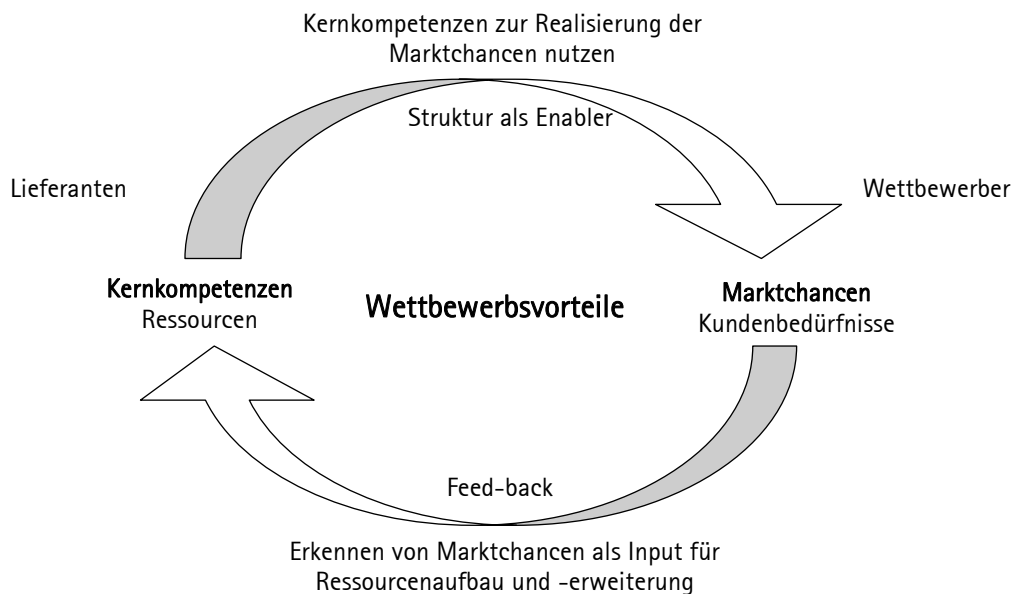 Kernkompetenzen zur Realisierung der
Marktchancen nutzen
Struktur als Enabler
Lieferanten
Wettbewerber
Kernkompetenzen
Ressourcen
Wettbewerbsvorteile
Marktchancen
Kundenbedürfnisse
Feed-back
Erkennen von Marktchancen als Input für
Ressourcenaufbau und -erweiterung